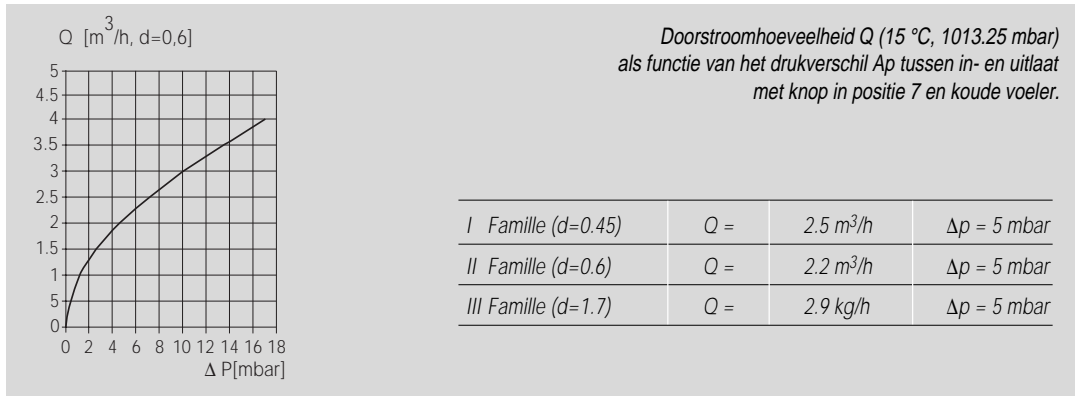 Q [m3/h, d=0,6]
5
4.5
4
3.5
3
2.5
2
1.5
1
5
0
0 2 4 6 8 10 12 14 16 18
Δ P[mbar]
Doorstroomhoeveelheid Q (15 °C, 1013.25 mbar)
als functie van het drukverschil Ap tussen in- en uitlaat
met knop in positie 7 en koude voeler.
I Famille (d=0.45) Q = 2.5 m3/h Δp = 5 mbar
II Famille (d=0.6) Q = 2.2 m3/h Δp = 5 mbar
III Famille (d=1.7) Q = 2.9 kg/h Δp = 5 mbar